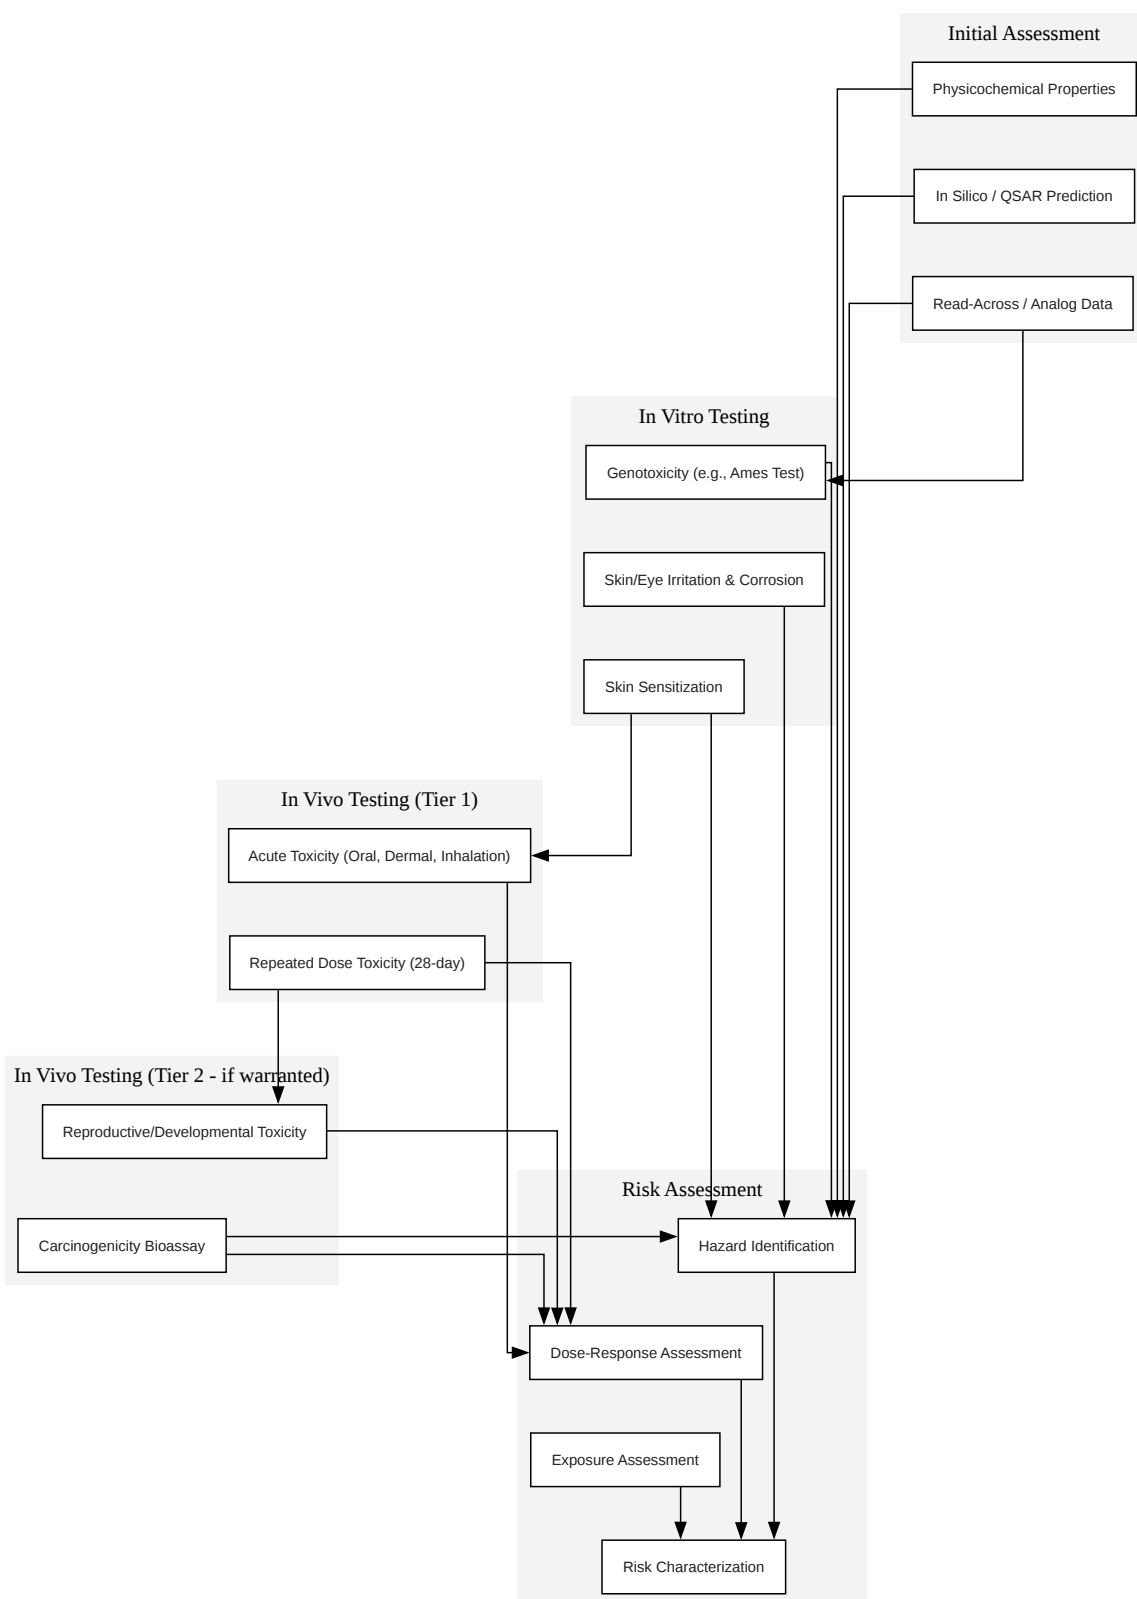 Initial Assessment
Physicochemical Properties
In Silico / QSAR Prediction
Read-Across / Analog Data
In Vitro Testing
Genotoxicity (e.g., Ames Test)
Skin/Eye Irritation & Corrosion
Skin Sensitization
In Vivo Testing (Tier 1)
Acute Toxicity (Oral, Dermal, Inhalation)
Repeated Dose Toxicity (28-day)
In Vivo Testing (Tier 2 - if warranted)
Reproductive/Developmental Toxicity
Carcinogenicity Bioassay
Risk Assessment
Hazard Identification
Dose-Response Assessment
Exposure Assessment
Risk Characterization